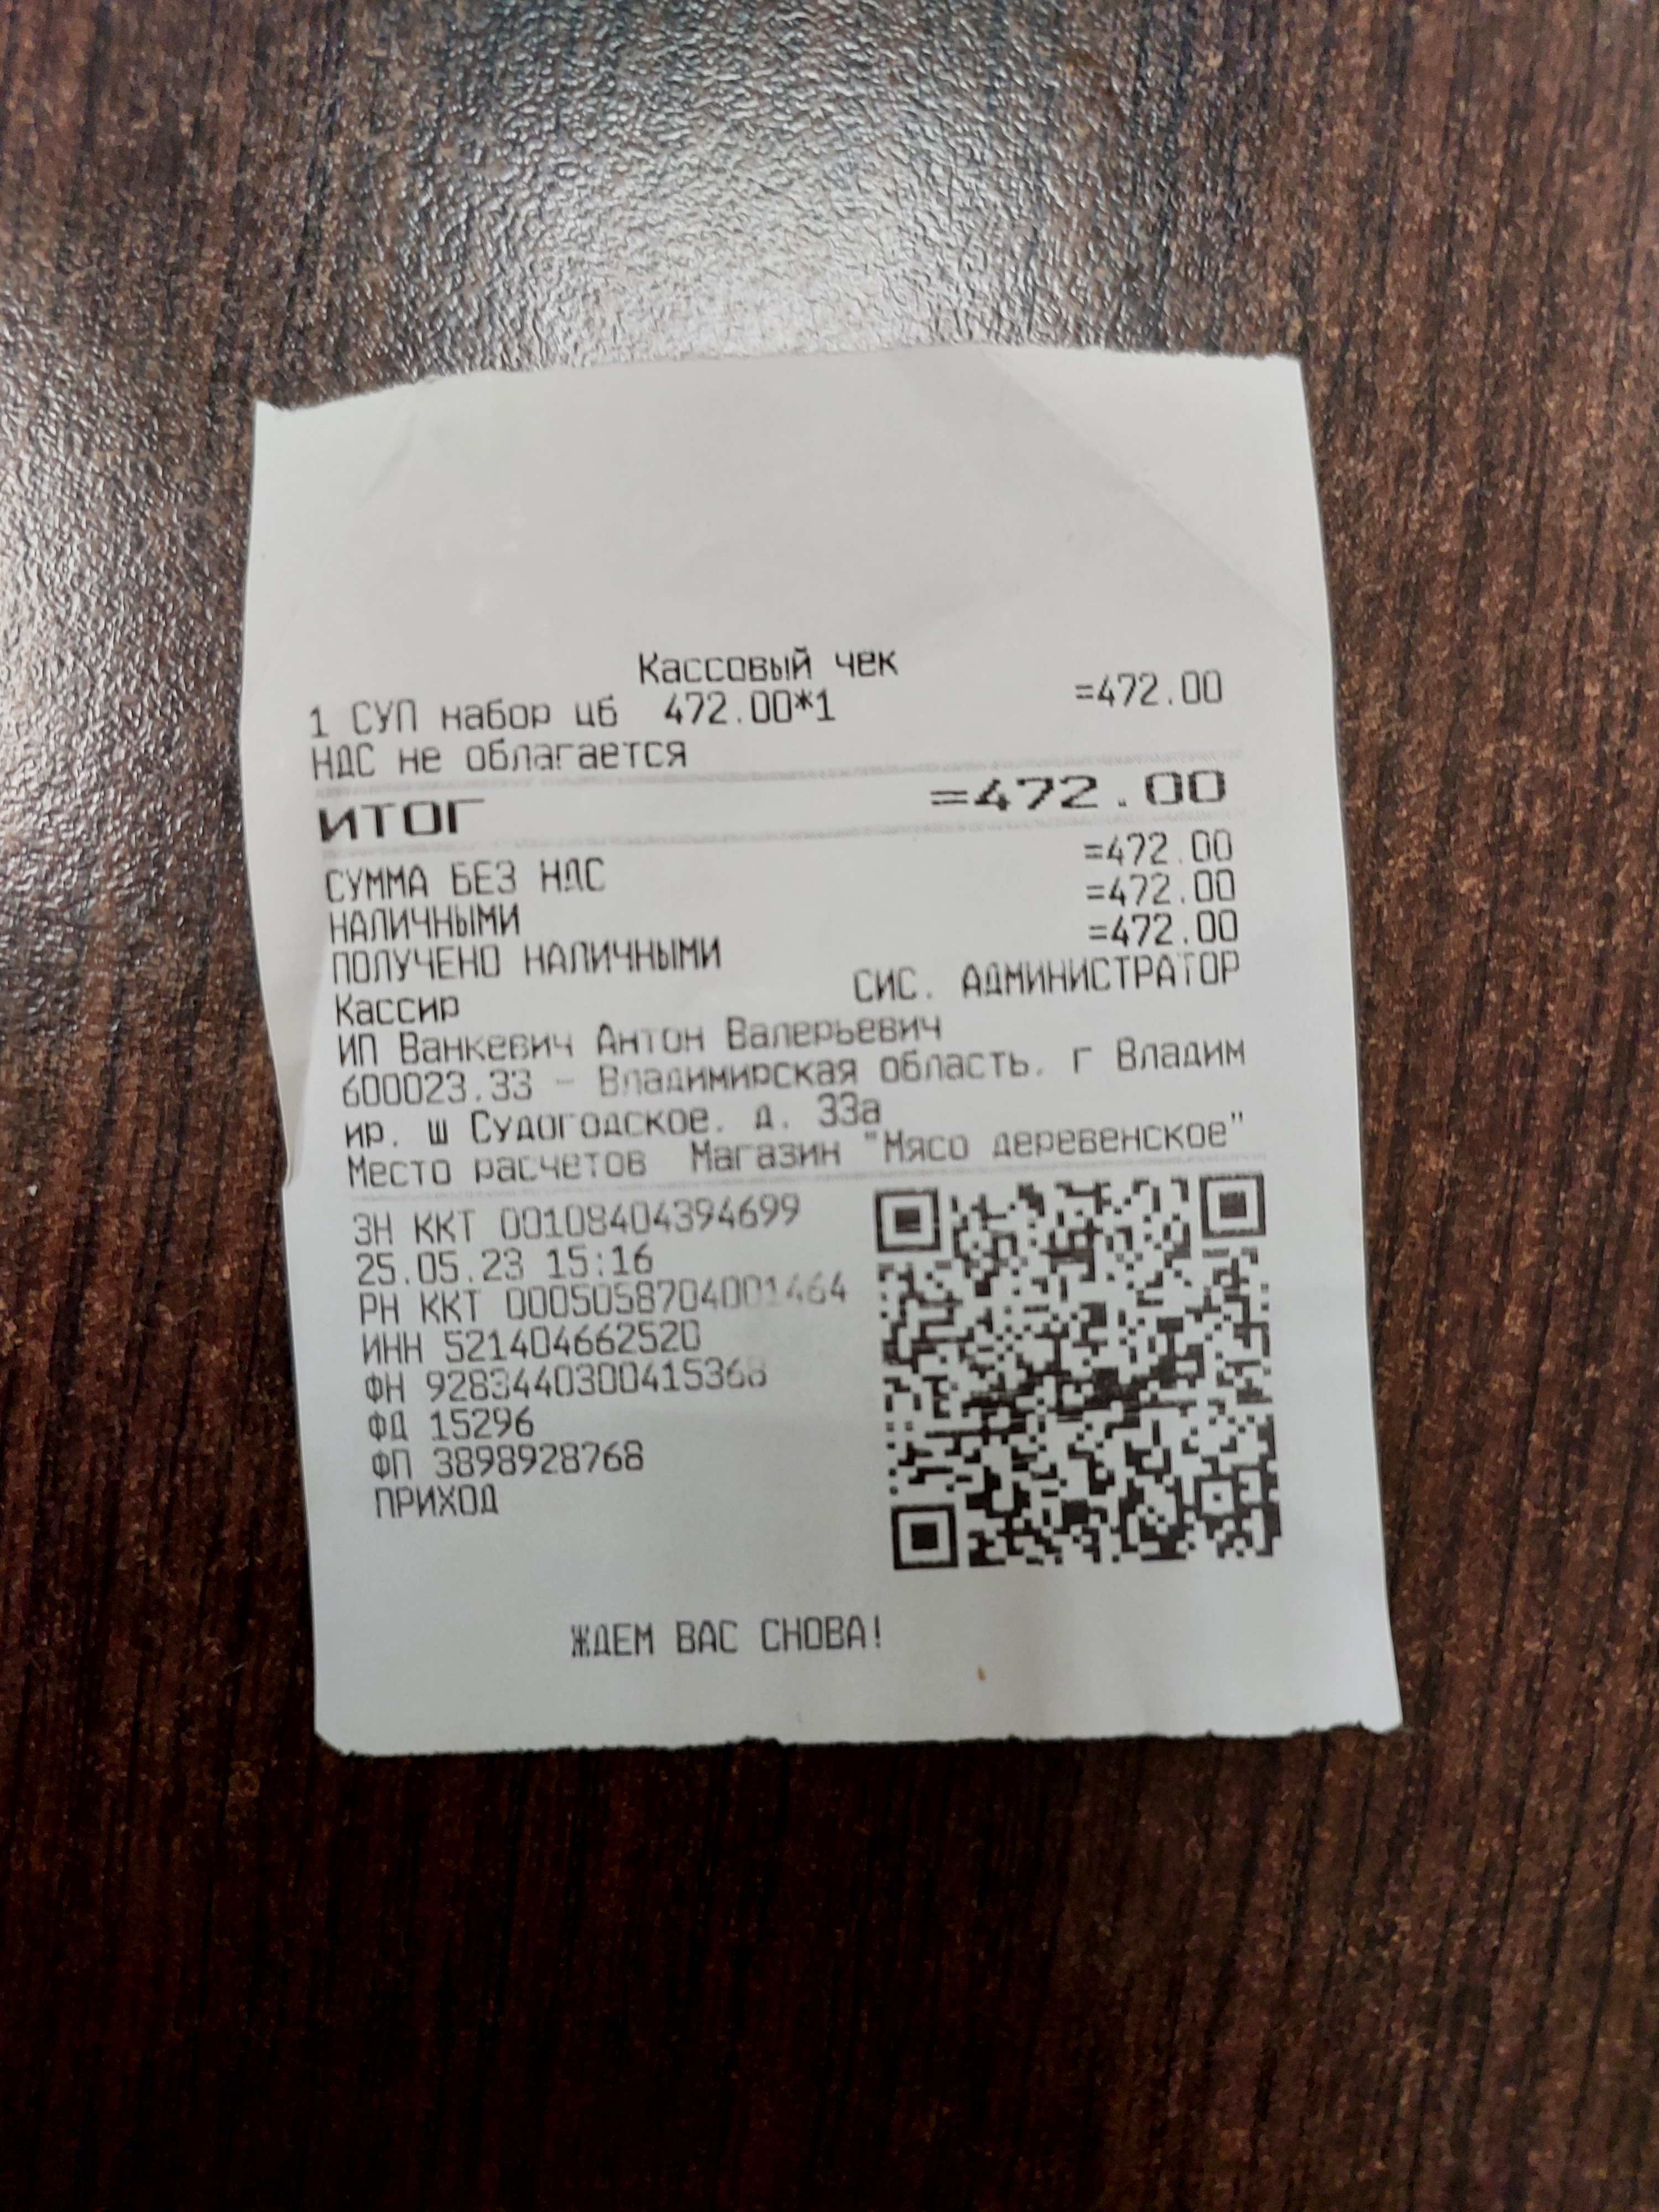 Кассовый чек
1 СУП набор цб 472.00*1 =472.00
НДС не облагается
ИТОГ =472.00
СУММА БЕЗ НДС =472.00
НАЛИЧНЫМИ =472.00
ПОЛУЧЕНО НАЛИЧНЫМИ =472.00
Кассир СИС. АДМИНИСТРАТОР
ИП Ванкевич Антон Валерьевич
600023.33 - Владимирская область. г Владим
ир. ш Судогодское. д. 33а
Место расчетов Магазин "Мясо деревенское"
ЗН ККТ 00108404394699
25.05.23 15:16
РН ККТ 0005058704001464
ИНН 521404662520
ФН 9283440300415368
ФД 15296
ФП 3898928768
ПРИХОД
ЖДЕМ ВАС СНОВА!